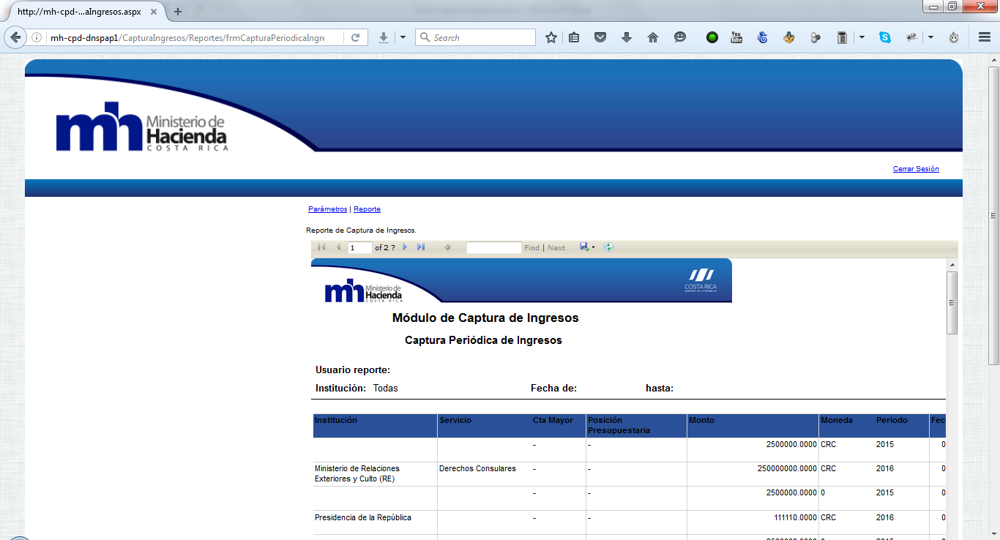 http://mh-cpd-...aIngresos.aspx
mh-cpd-dnspap1/CapturaIngresos/Reportes/frmCapturaPeriodicaIngre
Search
You
Tube
mh Ministerio de
Hacienda
COSTA RICA
Cerrar Sesión
Parámetros | Reporte
Reporte de Captura de Ingresos.
1 of 2 ? Find | Next
mh Ministerio de
Hacienda
COSTA RICA
COSTA RICA
Módulo de Captura de Ingresos
Captura Periódica de Ingresos
Usuario reporte:
Institución: Todas Fecha de: hasta:
Institución Servicio Cta Mayor Posición Presupuestaria Monto Moneda Periodo Fec
- - 2500000.0000 CRC 2015 0
Ministerio de Relaciones Derechos Consulares - - 250000000.0000 CRC 2016 0
Exteriores y Culto (RE)
- - 2500000.0000 0 2015 0
Presidencia de la República - - 111110.0000 CRC 2016 0